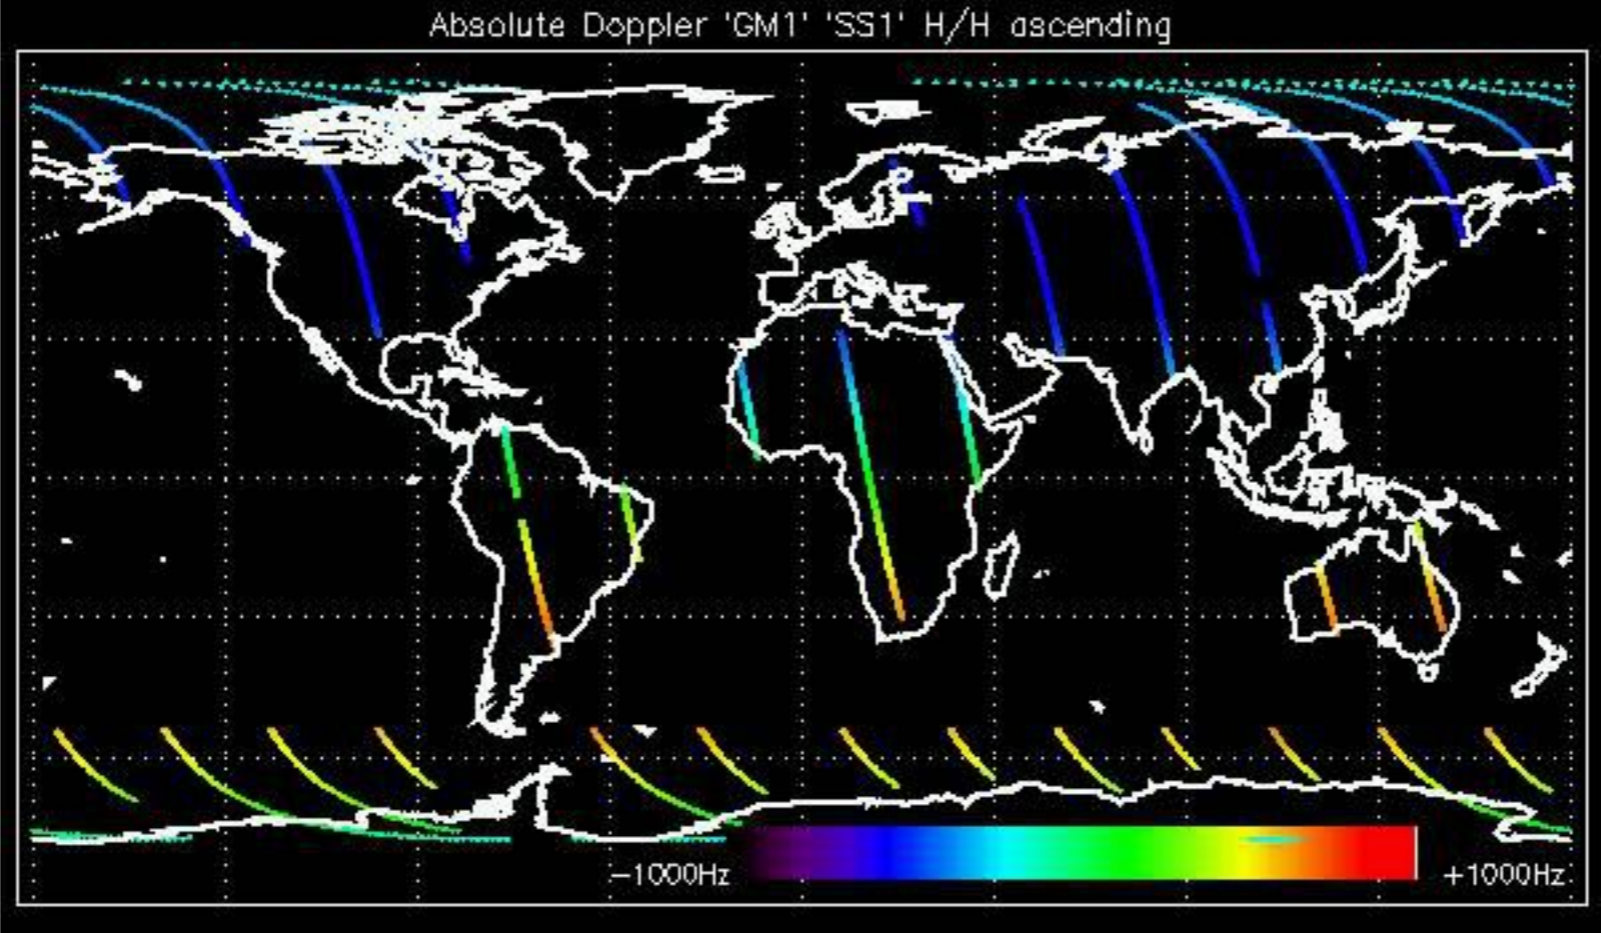 Absolute Doppler 'GM1' 'SS1' H/H ascending
−1000Hz +1000Hz